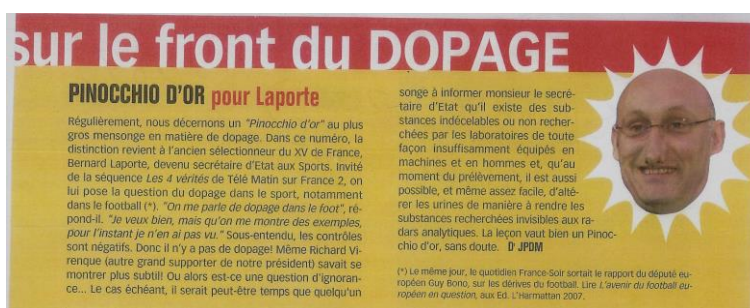 sur le front du DOPAGE
PINOCCHIO D'OR pour Laporte
Régulièrement, nous décernons un "Pinocchio d'or" au plus
gros mensonge en matière de dopage. Dans ce numéro, la
distinction revient à l'ancien sélectionneur du XV de France,
Bernard Laporte, devenu secrétaire d'Etat aux Sports. Invité
de la séquence Les 4 vérités de Télé Matin sur France 2, on
lui pose la question du dopage dans le sport, notamment
dans le football (*). "On me parle de dopage dans le foot", ré-
pond-il. "Je veux bien, mais qu'on me montre des exemples,
pour l'instant je n'en ai pas vu." Sous-entendu, les contrôles
sont négatifs. Donc il n'y a pas de dopage! Même Richard Vi-
renque (autre grand supporter de notre président) savait se
montrer plus subtil! Ou alors est-ce une question d'ignoran-
ce... Le cas échéant, il serait peut-être temps que quelqu'un
songe à informer monsieur le secré-
taire d'Etat qu'il existe des sub-
stances indécelables ou non recher-
chées par les laboratoires de toute
façon insuffisamment équipés en
machines et en hommes et, qu'au
moment du prélèvement, il est aussi
possible, et même assez facile, d'alté-
rer les urines de manière à rendre les
substances recherchées invisibles aux ra-
dars analytiques. La leçon vaut bien un Pinoc-
chio d'or, sans doute. Dr JPDM
(*) Le même jour, le quotidien France-Soir sortait le rapport du député eu-
ropéen Guy Bono, sur les dérives du football. Lire L'avenir du football eu-
ropéen en question, aux Ed. L'Harmattan 2007.